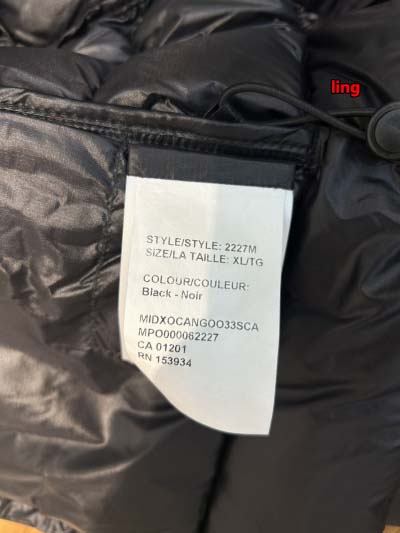 ling
STYLE/STYLE: 2227M
SIZE/LA TAILLE: XL/TG
COLOUR/COULEUR:
Black - Noir
MIDXOCANGOO33SCA
MPO000062227
CA 01201
RN 153934